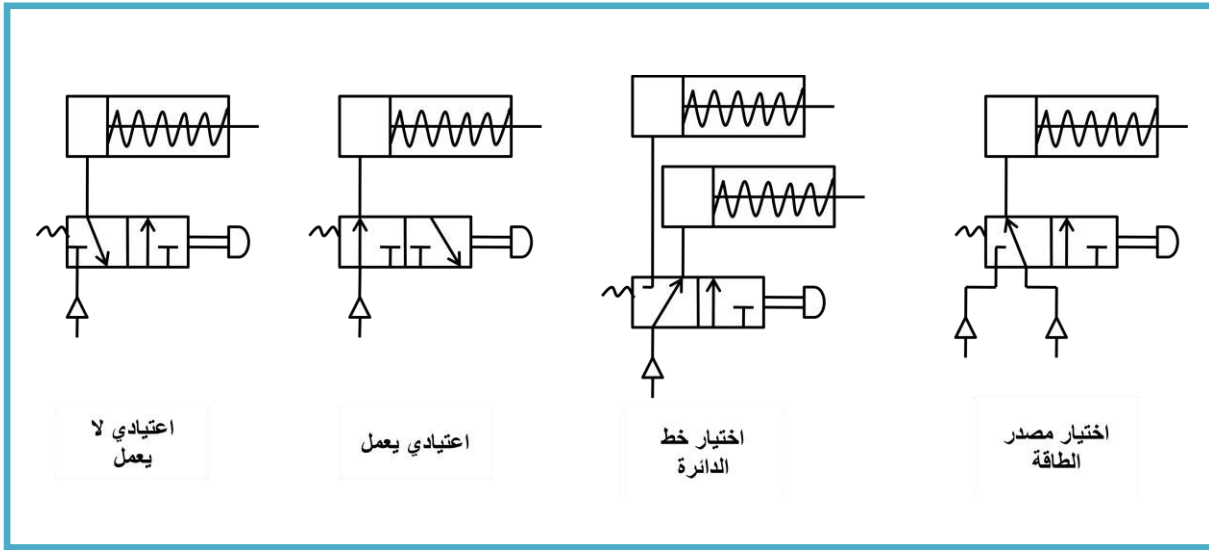 اعتيادي لا
يعمل
اعتيادي يعمل
اختيار خط
الدائرة
اختيار مصدر
الطاقة